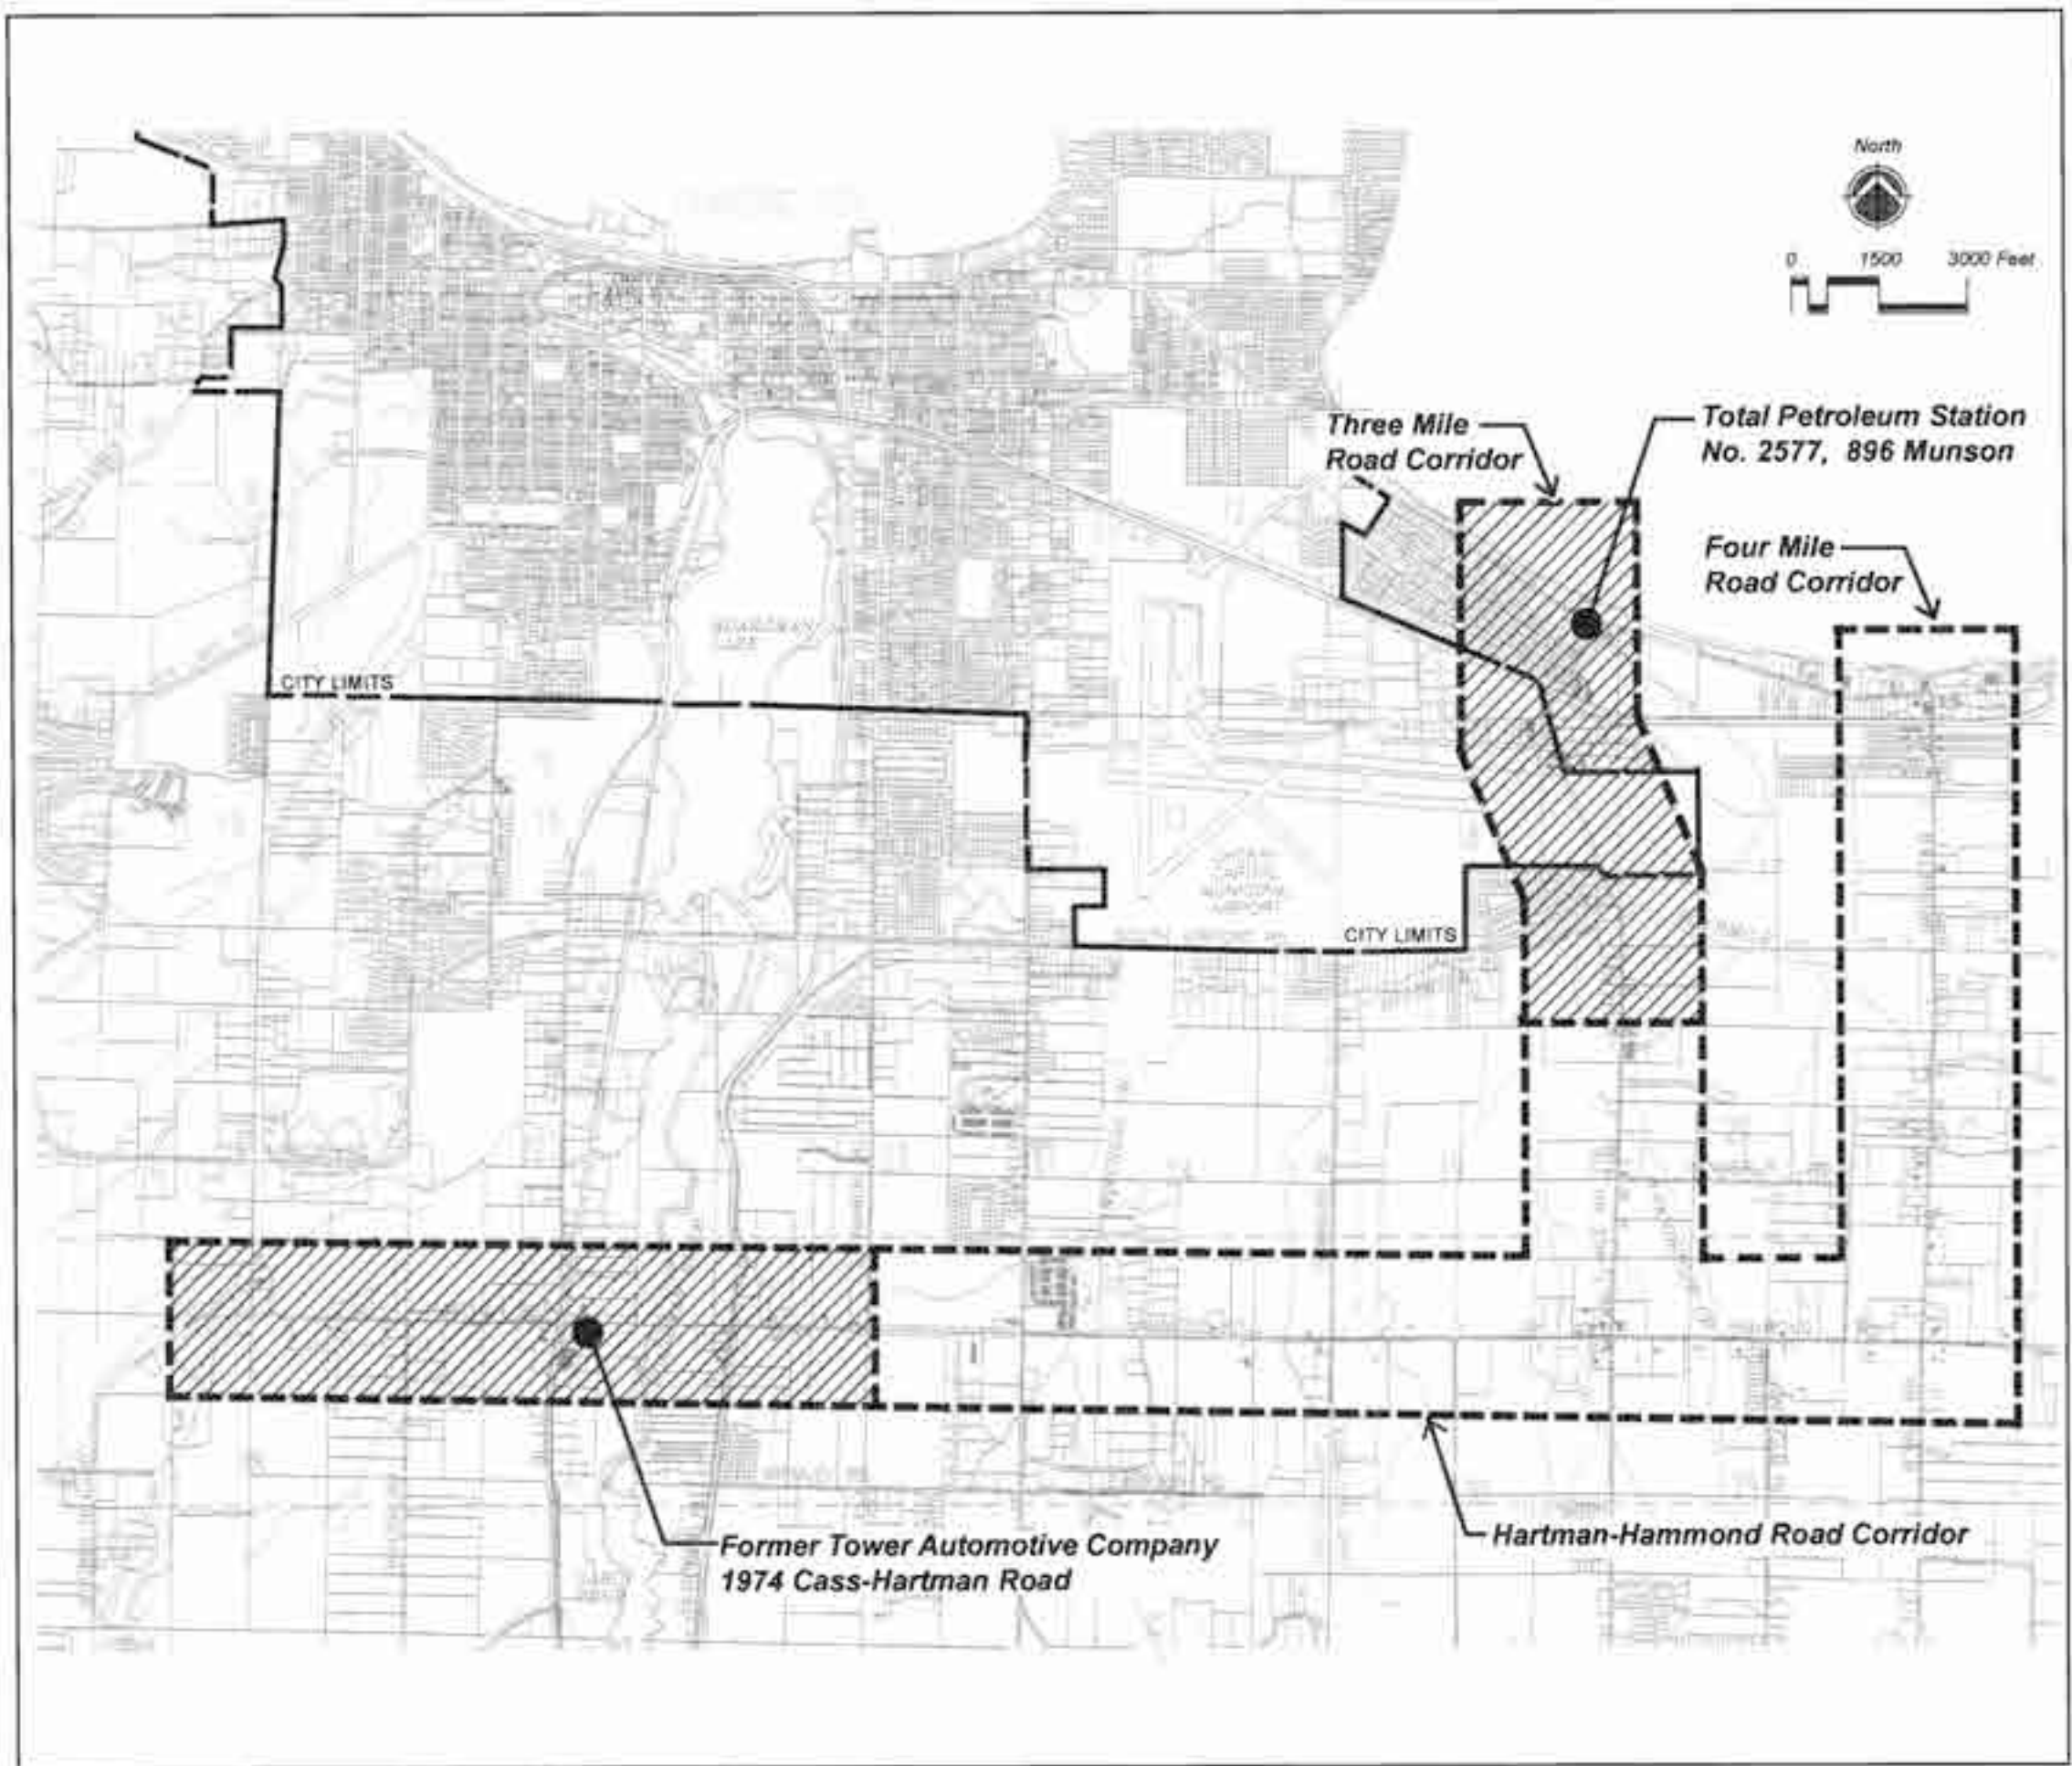 North
0 1500 3000 Feet
Three Mile
Road Corridor
Total Petroleum Station
No. 2577, 896 Munson
Four Mile
Road Corridor
CITY LIMITS
CITY LIMITS
Former Tower Automotive Company
1974 Cass-Hartman Road
Hartman-Hammond Road Corridor